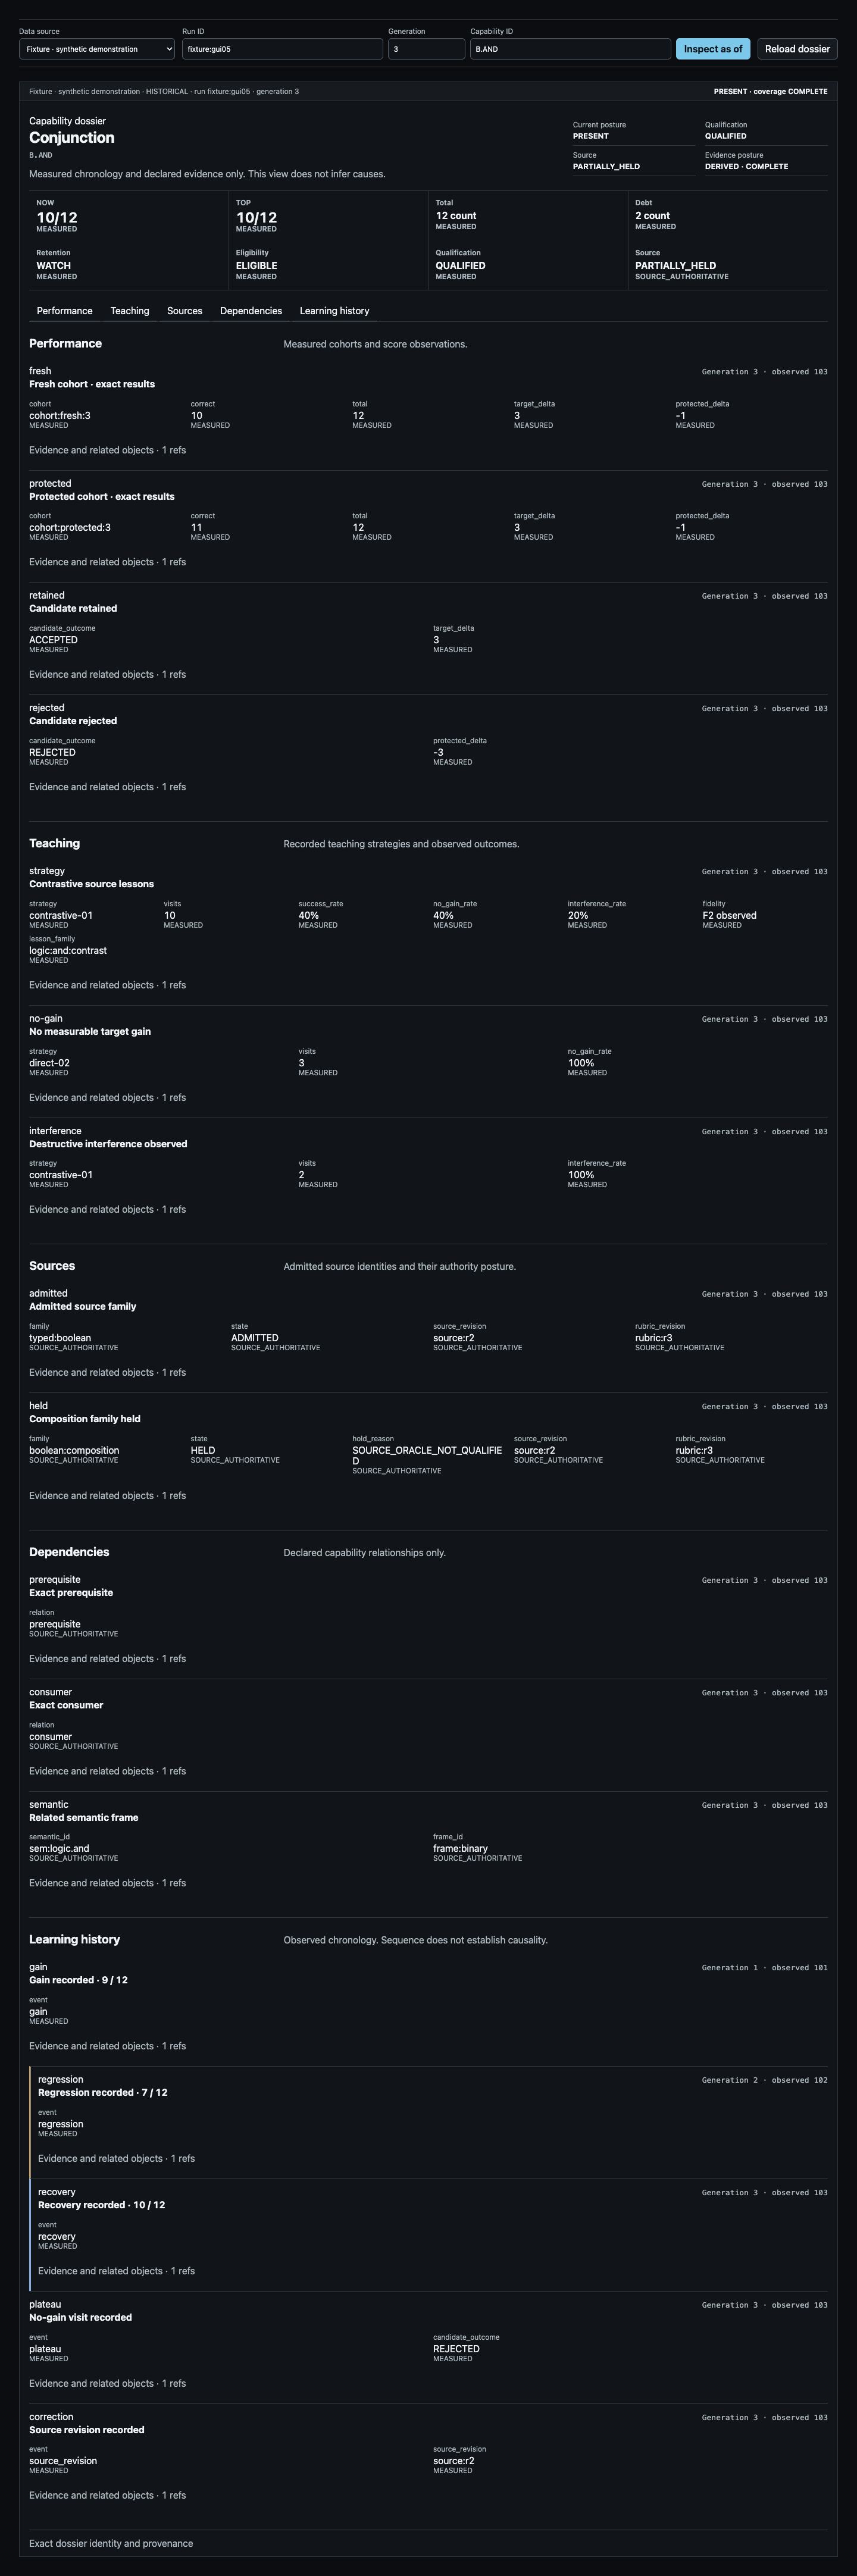 Data source
Run ID
Generation
Capability ID
Fixture · synthetic demonstration
fixture:gui05
3
B.AND
Inspect as of
Reload dossier
Fixture · synthetic demonstration · HISTORICAL · run fixture:gui05 · generation 3
PRESENT · coverage COMPLETE
Capability dossier
Conjunction
B.AND
Measured chronology and declared evidence only. This view does not infer causes.
Current posture
PRESENT
Qualification
QUALIFIED
Source
PARTIALLY_HELD
Evidence posture
DERIVED · COMPLETE
NOW
10/12
MEASURED
TOP
10/12
MEASURED
Total
12 count
MEASURED
Debt
2 count
MEASURED
Retention
WATCH
MEASURED
Eligibility
ELIGIBLE
MEASURED
Qualification
QUALIFIED
MEASURED
Source
PARTIALLY_HELD
SOURCE_AUTHORITATIVE
Performance
Teaching
Sources
Dependencies
Learning history
Performance
Measured cohorts and score observations.
fresh
Generation 3 · observed 103
Fresh cohort · exact results
cohort
cohort:fresh:3
MEASURED
correct
10
MEASURED
total
12
MEASURED
target_delta
3
MEASURED
protected_delta
-1
MEASURED
Evidence and related objects · 1 refs
protected
Generation 3 · observed 103
Protected cohort · exact results
cohort
cohort:protected:3
MEASURED
correct
11
MEASURED
total
12
MEASURED
target_delta
3
MEASURED
protected_delta
-1
MEASURED
Evidence and related objects · 1 refs
retained
Generation 3 · observed 103
Candidate retained
candidate_outcome
ACCEPTED
MEASURED
target_delta
3
MEASURED
Evidence and related objects · 1 refs
rejected
Generation 3 · observed 103
Candidate rejected
candidate_outcome
REJECTED
MEASURED
protected_delta
-3
MEASURED
Evidence and related objects · 1 refs
Teaching
Recorded teaching strategies and observed outcomes.
strategy
Generation 3 · observed 103
Contrastive source lessons
strategy
contrastive-01
MEASURED
visits
10
MEASURED
success_rate
40%
MEASURED
no_gain_rate
40%
MEASURED
interference_rate
20%
MEASURED
fidelity
F2 observed
MEASURED
lesson_family
logic:and:contrast
MEASURED
Evidence and related objects · 1 refs
no-gain
Generation 3 · observed 103
No measurable target gain
strategy
direct-02
MEASURED
visits
3
MEASURED
no_gain_rate
100%
MEASURED
Evidence and related objects · 1 refs
interference
Generation 3 · observed 103
Destructive interference observed
strategy
contrastive-01
MEASURED
visits
2
MEASURED
interference_rate
100%
MEASURED
Evidence and related objects · 1 refs
Sources
Admitted source identities and their authority posture.
admitted
Generation 3 · observed 103
Admitted source family
family
typed:boolean
SOURCE_AUTHORITATIVE
state
ADMITTED
SOURCE_AUTHORITATIVE
source_revision
source:r2
SOURCE_AUTHORITATIVE
rubric_revision
rubric:r3
SOURCE_AUTHORITATIVE
Evidence and related objects · 1 refs
held
Generation 3 · observed 103
Composition family held
family
boolean:composition
SOURCE_AUTHORITATIVE
state
HELD
SOURCE_AUTHORITATIVE
hold_reason
SOURCE_ORACLE_NOT_QUALIFIE
D
SOURCE_AUTHORITATIVE
source_revision
source:r2
SOURCE_AUTHORITATIVE
rubric_revision
rubric:r3
SOURCE_AUTHORITATIVE
Evidence and related objects · 1 refs
Dependencies
Declared capability relationships only.
prerequisite
Generation 3 · observed 103
Exact prerequisite
relation
prerequisite
SOURCE_AUTHORITATIVE
Evidence and related objects · 1 refs
consumer
Generation 3 · observed 103
Exact consumer
relation
consumer
SOURCE_AUTHORITATIVE
Evidence and related objects · 1 refs
semantic
Generation 3 · observed 103
Related semantic frame
semantic_id
sem:logic.and
SOURCE_AUTHORITATIVE
frame_id
frame:binary
SOURCE_AUTHORITATIVE
Evidence and related objects · 1 refs
Learning history
Observed chronology. Sequence does not establish causality.
gain
Generation 1 · observed 101
Gain recorded · 9 / 12
event
gain
MEASURED
Evidence and related objects · 1 refs
regression
Generation 2 · observed 102
Regression recorded · 7 / 12
event
regression
MEASURED
Evidence and related objects · 1 refs
recovery
Generation 3 · observed 103
Recovery recorded · 10 / 12
event
recovery
MEASURED
Evidence and related objects · 1 refs
plateau
Generation 3 · observed 103
No-gain visit recorded
event
plateau
MEASURED
candidate_outcome
REJECTED
MEASURED
Evidence and related objects · 1 refs
correction
Generation 3 · observed 103
Source revision recorded
event
source_revision
MEASURED
source_revision
source:r2
MEASURED
Evidence and related objects · 1 refs
Exact dossier identity and provenance